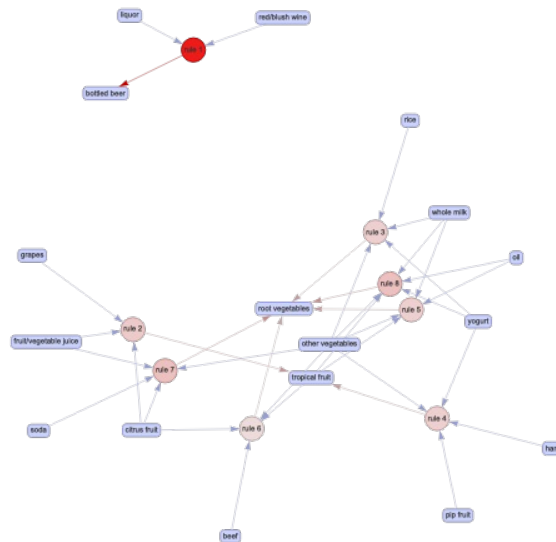 liquor
red/blush wine
rule 1
bottled beer
rice
whole milk
rule 3
grapes
oil
rule 8
root vegetables
rule 5
yogurt
rule 2
fruit/vegetable juice
other vegetables
rule 7
tropical fruit
rule 4
soda
citrus fruit
rule 6
ham
pip fruit
beef